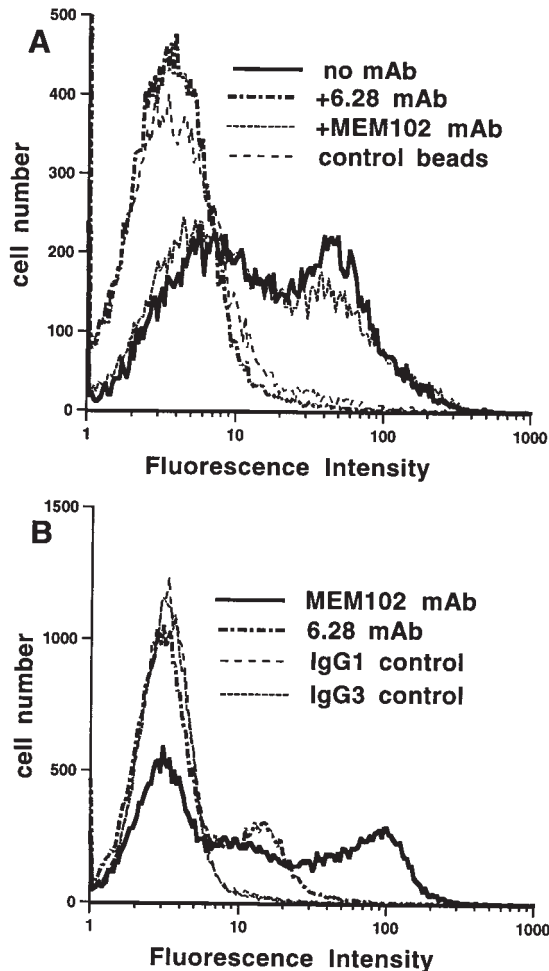 A
500
400
300
200
100
0
cell number
no mAb
+6.28 mAb
+MEM102 mAb
control beads
1
10
100
1000
Fluorescence Intensity
B
1500
1000
500
0
cell number
MEM102 mAb
6.28 mAb
IgG1 control
IgG3 control
1
10
100
1000
Fluorescence Intensity